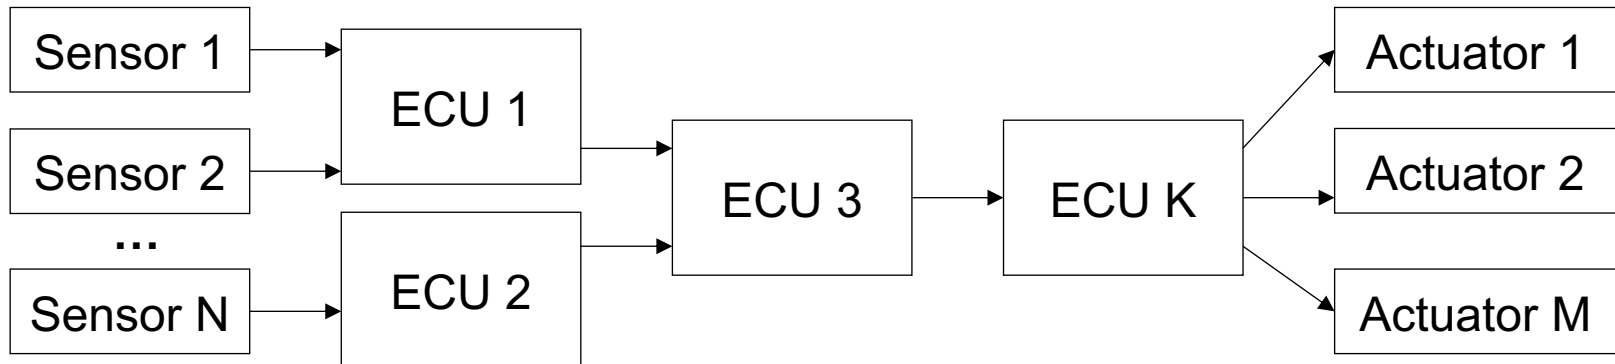 Sensor 1
Sensor 2
...
Sensor N
ECU 1
ECU 2
ECU 3
ECU K
Actuator 1
Actuator 2
Actuator M